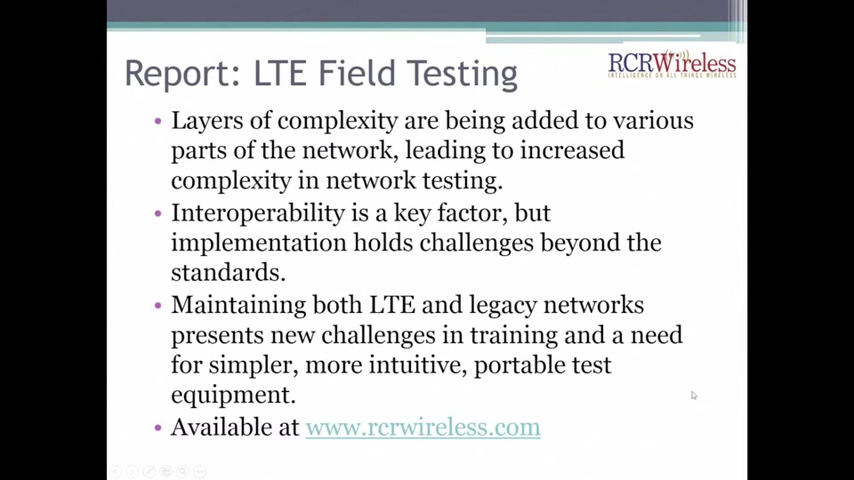 Report: LTE Field Testing
RCRWireless
INTELLIGENCE ON ALL THINGS WIRELESS
• Layers of complexity are being added to various
parts of the network, leading to increased
complexity in network testing.
• Interoperability is a key factor, but
implementation holds challenges beyond the
standards.
• Maintaining both LTE and legacy networks
presents new challenges in training and a need
for simpler, more intuitive, portable test
equipment.
• Available at www.rcrwireless.com